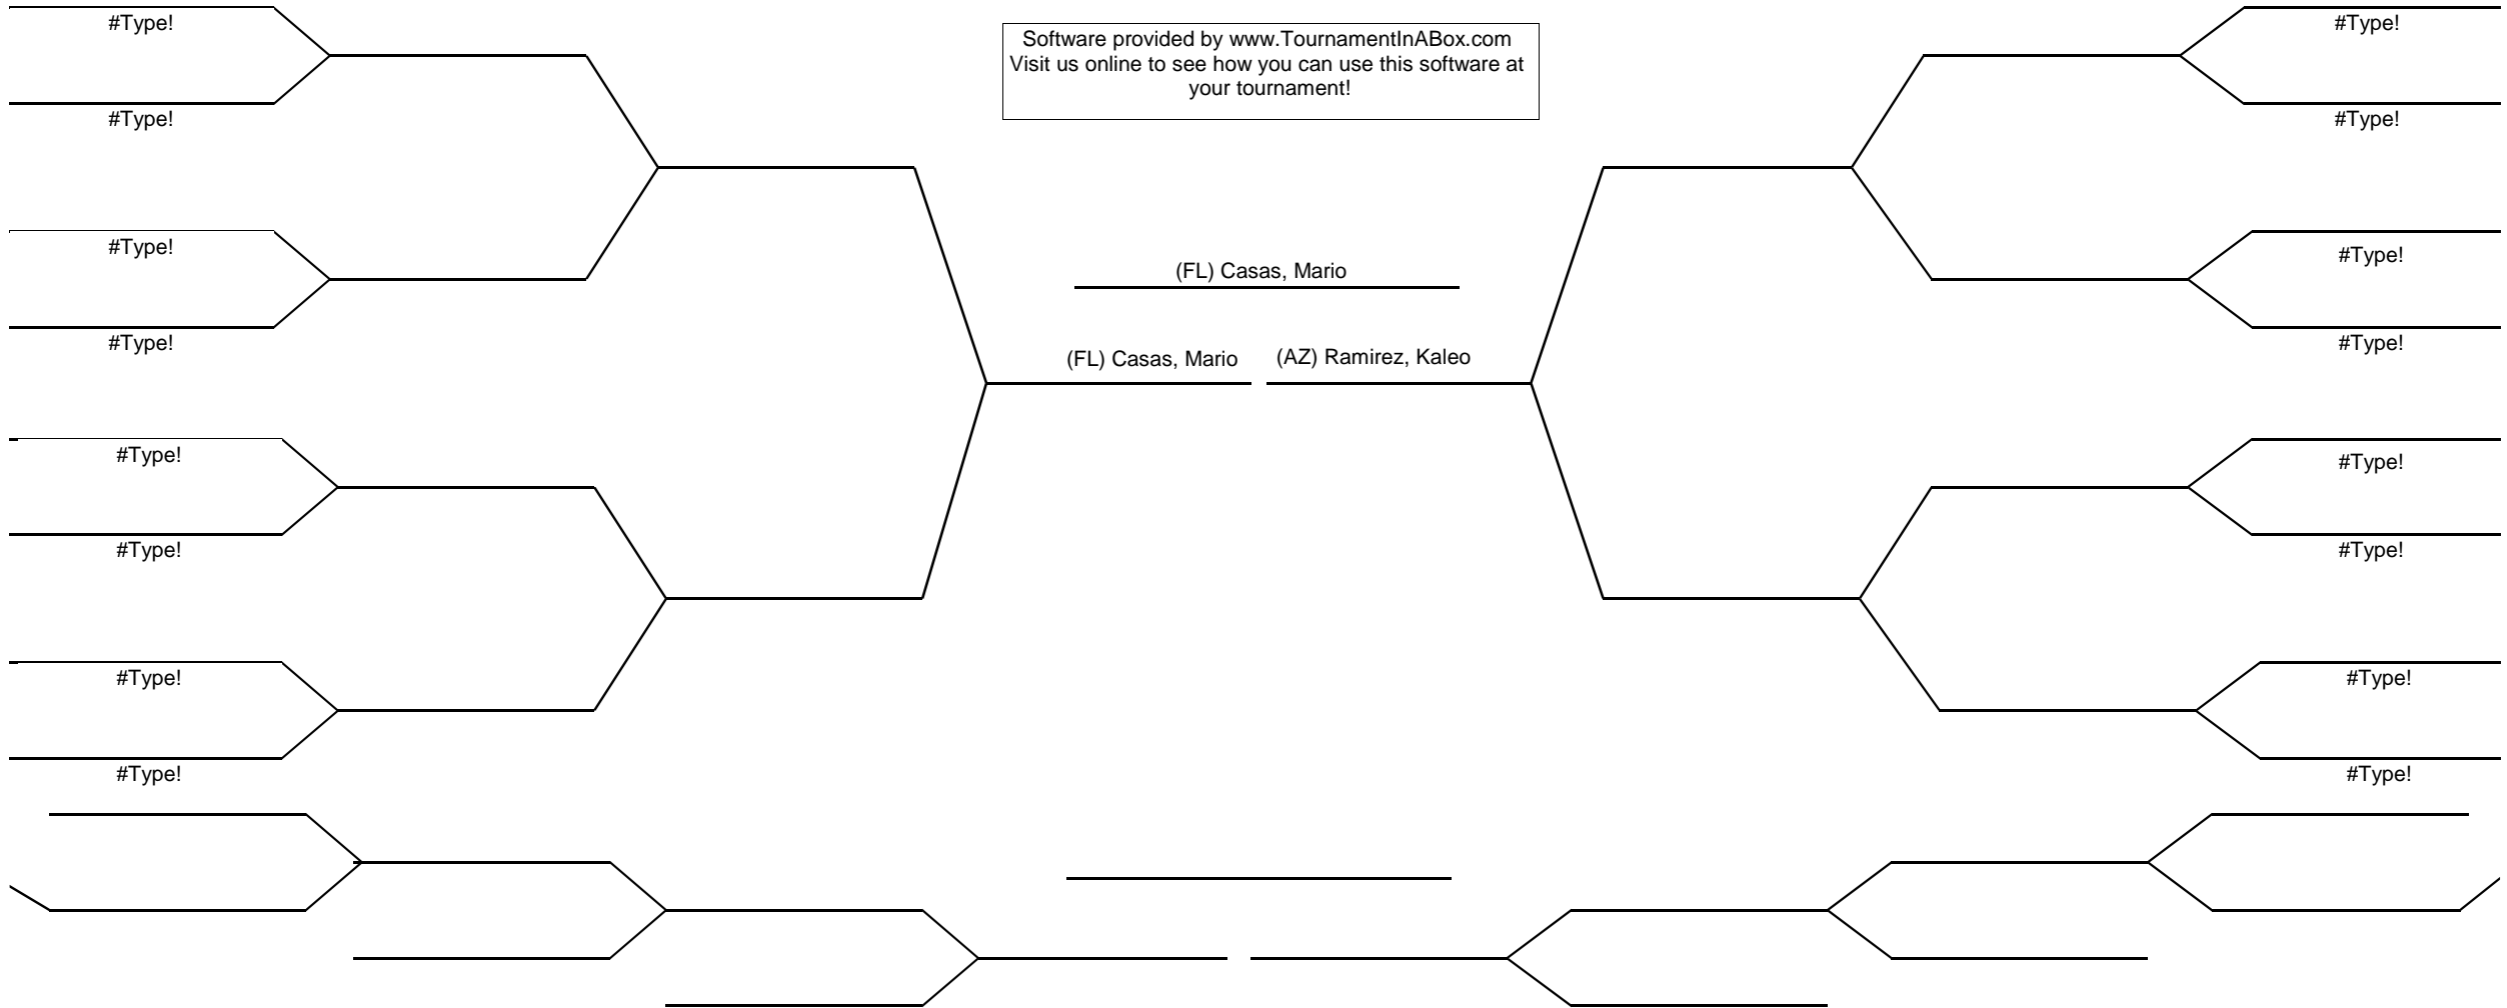 #Type!
#Type!
Software provided by www.TournamentInABox.com
Visit us online to see how you can use this software at
your tournament!
#Type!
#Type!
#Type!
#Type!
(FL) Casas, Mario
#Type!
#Type!
(FL) Casas, Mario
(AZ) Ramirez, Kaleo
#Type!
#Type!
#Type!
#Type!
#Type!
#Type!
#Type!
#Type!